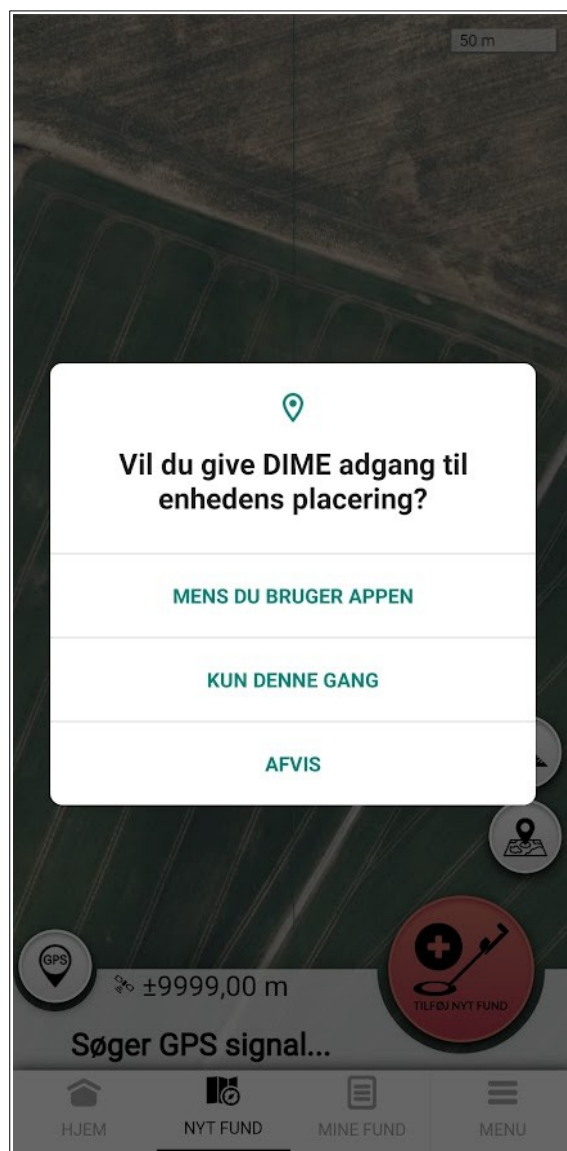 50 m
Vil du give DIME adgang til
enhedens placering?
MENS DU BRUGER APPEN
KUN DENNE GANG
AFVIS
GPS
±9999,00 m
TILFØJ NYT FUND
Søger GPS signal...
HJEM
NYT FUND
MINE FUND
MENU